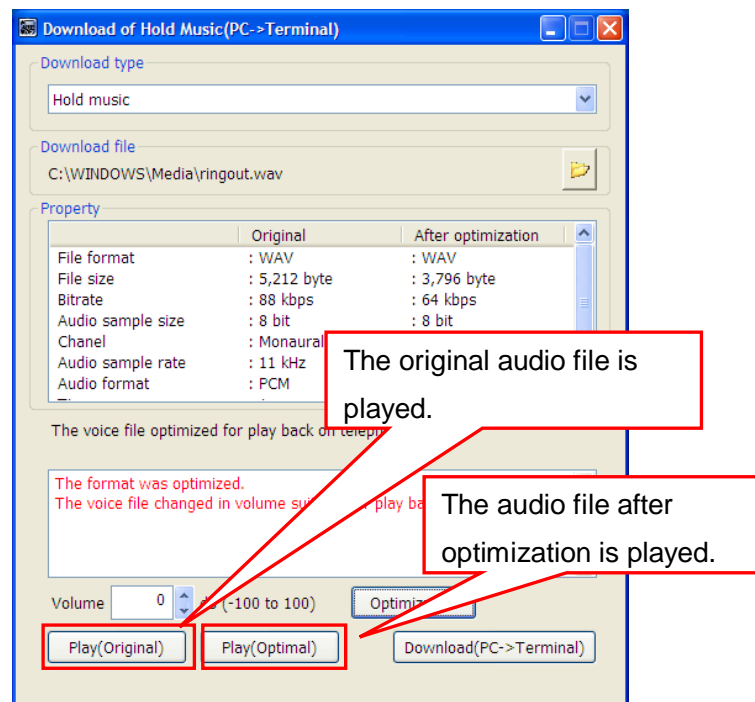 Download of Hold Music(PC->Terminal)
Download type
Hold music
Download file
C:\WINDOWS\Media\ringout.wav
Property
Original After optimization
File format : WAV : WAV
File size : 5,212 byte : 3,796 byte
Bitrate : 88 kbps : 64 kbps
Audio sample size : 8 bit : 8 bit
Chanel : Monaural
Audio sample rate : 11 kHz
Audio format : PCM
The original audio file is
played.
The voice file optimized for play back on
The format was optimized.
The voice file changed in volume play
The audio file after
optimization is played.
Volume 0 (-100 to 100)
Play(Original) Play(Optimal) Download(PC->Terminal)